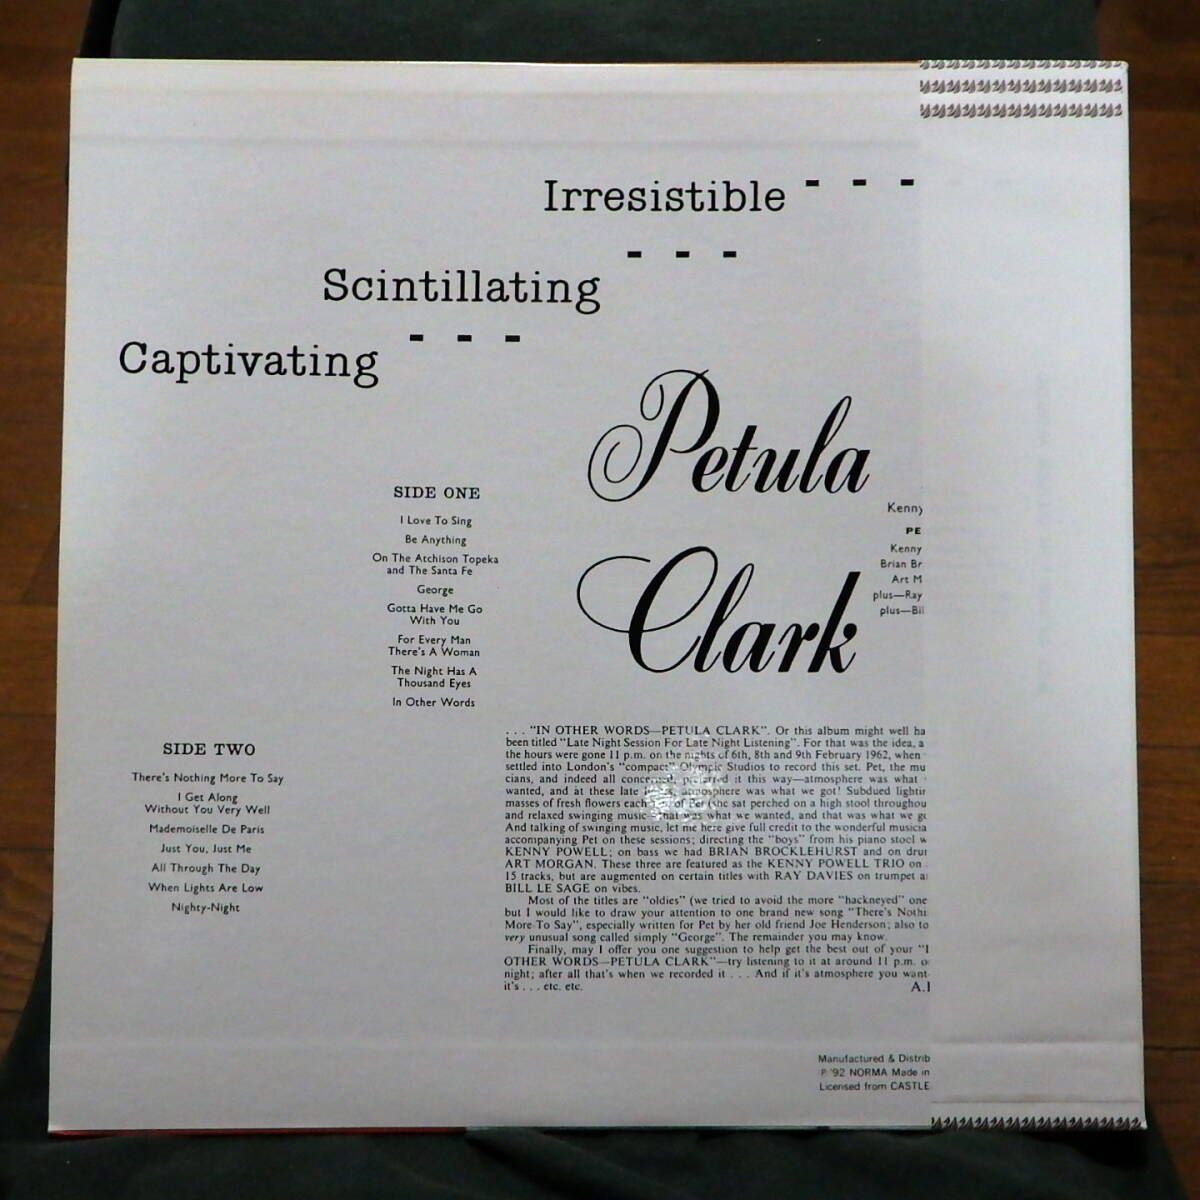 Irresistible - - -
Scintillating - - -
Captivating - - -
Petula
Clark
SIDE ONE
I Love To Sing
Be Anything
On The Atchison Topeka
and The Santa Fe
George
Gotta Have Me Go
With You
For Every Man
There's A Woman
The Night Has A
Thousand Eyes
In Other Words
SIDE TWO
There's Nothing More To Say
I Get Along
Without You Very Well
Mademoiselle De Paris
Just You, Just Me
All Through The Day
When Lights Are Low
Nighty-Night
Kenny
PE
Kenny
Brian Br
Art M
plus—Ray
plus—Bil
. . . "IN OTHER WORDS—PETULA CLARK". Or this album might well ha
been titled "Late Night Session For Late Night Listening". For that was the idea, a
the hours were gone 11 p.m. on the nights of 6th, 8th and 9th February 1962, when
settled into London's "compact" Olympic Studios to record this set. Pet, the mu
cians, and indeed all concerned, preferred it this way—atmosphere was what
wanted, and at these late atmosphere was what we got! Subdued lightin
masses of fresh flowers each of Pet (she sat perched on a high stool throughou
and relaxed swinging music—that was what we wanted, and that was what we g
And talking of swinging music, let me here give full credit to the wonderful musicia
accompanying Pet on these sessions; directing the "boys" from his piano stool w
KENNY POWELL; on bass we had BRIAN BROCKLEHURST and on drum
ART MORGAN. These three are featured as the KENNY POWELL TRIO on
15 tracks, but are augmented on certain titles with RAY DAVIES on trumpet a
BILL LE SAGE on vibes.
Most of the titles are "oldies" (we tried to avoid the more "hackneyed" one
but I would like to draw your attention to one brand new song "There's Nothi
More To Say", especially written for Pet by her old friend Joe Henderson; also to
very unusual song called simply "George". The remainder you may know.
Finally, may I offer you one suggestion to help get the best out of your "I
OTHER WORDS—PETULA CLARK"—try listening to it at around 11 p.m. o
night; after all that's when we recorded it . . . And if it's atmosphere you want
it's . . . etc. etc.
A.
Manufactured & Distrib
P '92 NORMA Made in
Licensed from CASTLE